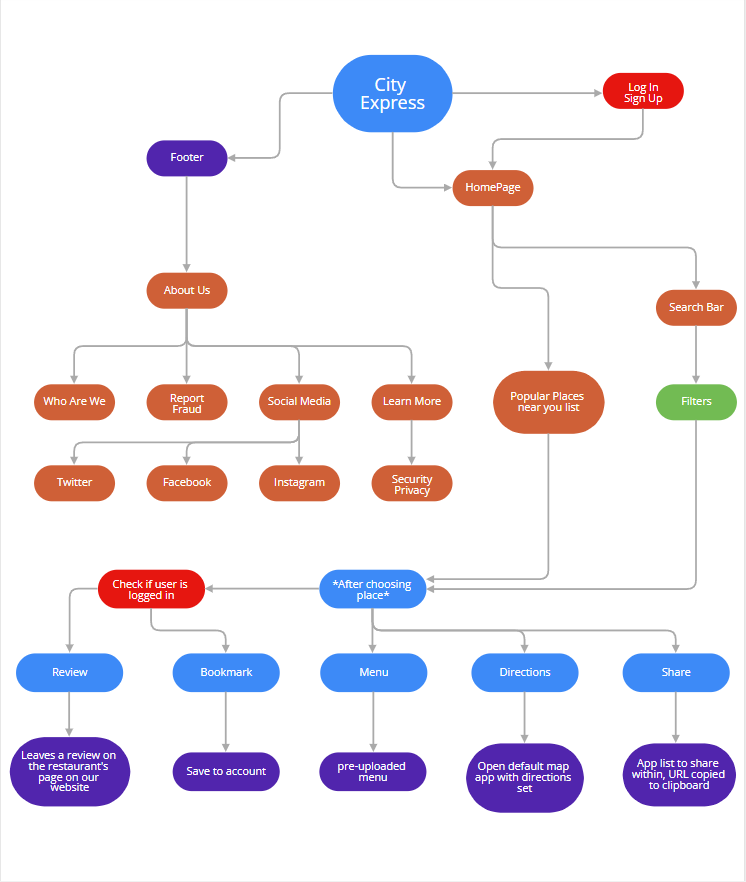 City
Express
Log In
Sign Up
Footer
HomePage
About Us
Search Bar
Who Are We
Report
Fraud
Social Media
Learn More
Popular Places
near you list
Filters
Twitter
Facebook
Instagram
Security
Privacy
Check if user is
logged in
*After choosing
place*
Review
Bookmark
Menu
Directions
Share
Leaves a review on
the restaurant's
page on our
website
Save to account
pre-uploaded
menu
Open default map
app with directions
set
App list to share
within, URL copied
to clipboard